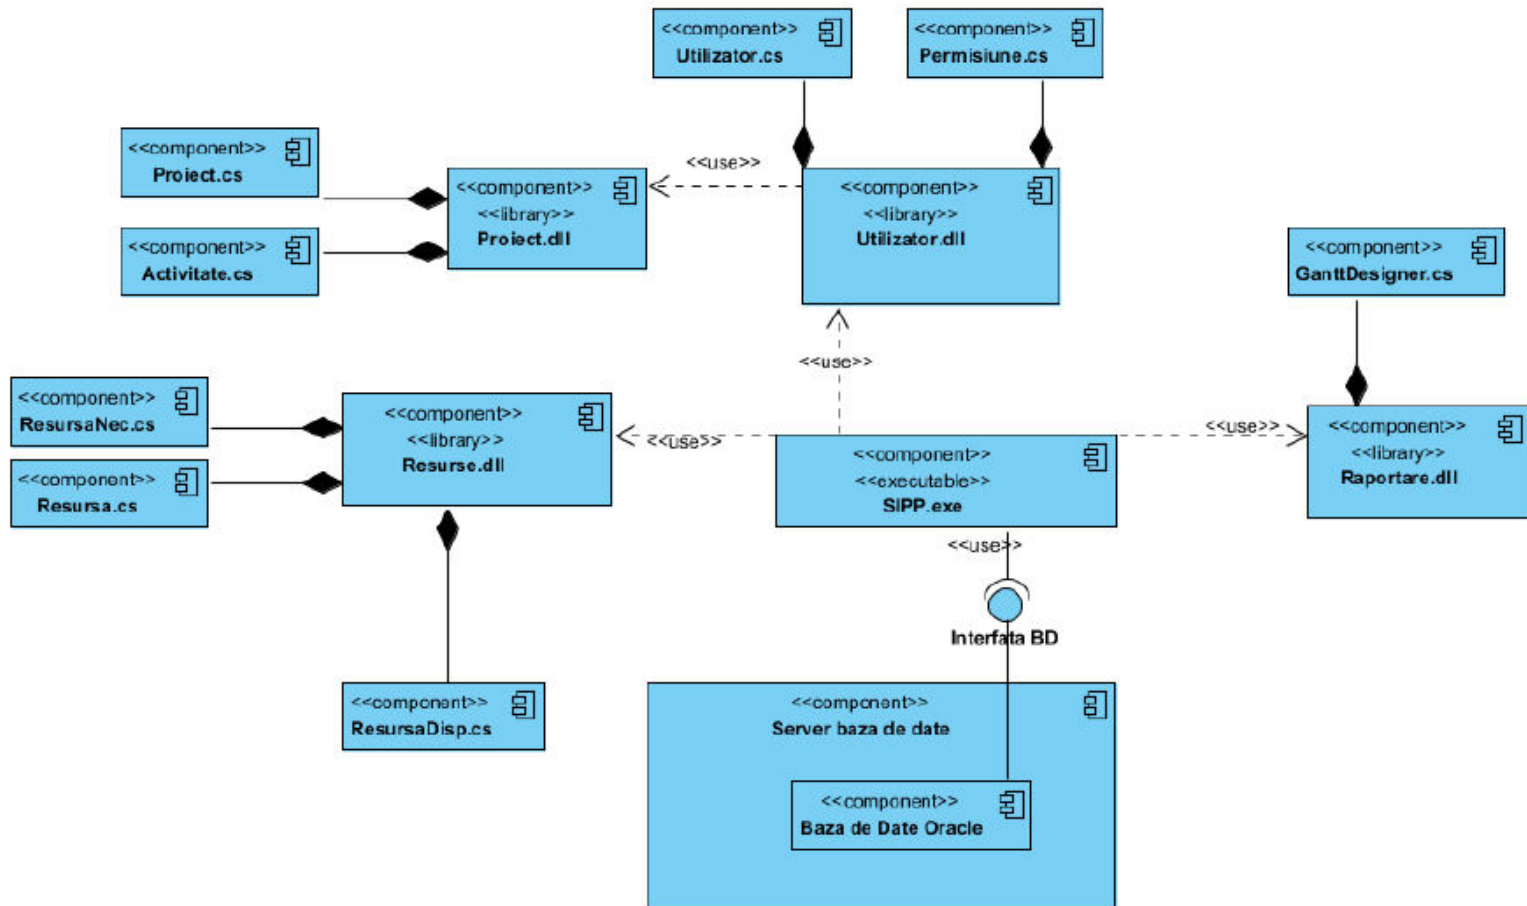 <<component>>
Utilizator.cs
<<component>>
Permisiune.cs
<<component>>
Proiect.cs
<<component>>
Activitate.cs
<<component>>
<<library>>
Proiect.dll
<<use>>
<<component>>
<<library>>
Utilizator.dll
<<component>>
GanttDesigner.cs
<<use>>
<<component>>
ResursaNec.cs
<<component>>
Resursa.cs
<<component>>
<<library>>
Resurse.dll
<<use>>
<<component>>
<<executable>>
SIPP.exe
<<use>>
<<component>>
<<library>>
Raportare.dll
<<use>>
Interfata BD
<<component>>
ResursaDisp.cs
<<component>>
Server baza de date
<<component>>
Baza de Date Oracle